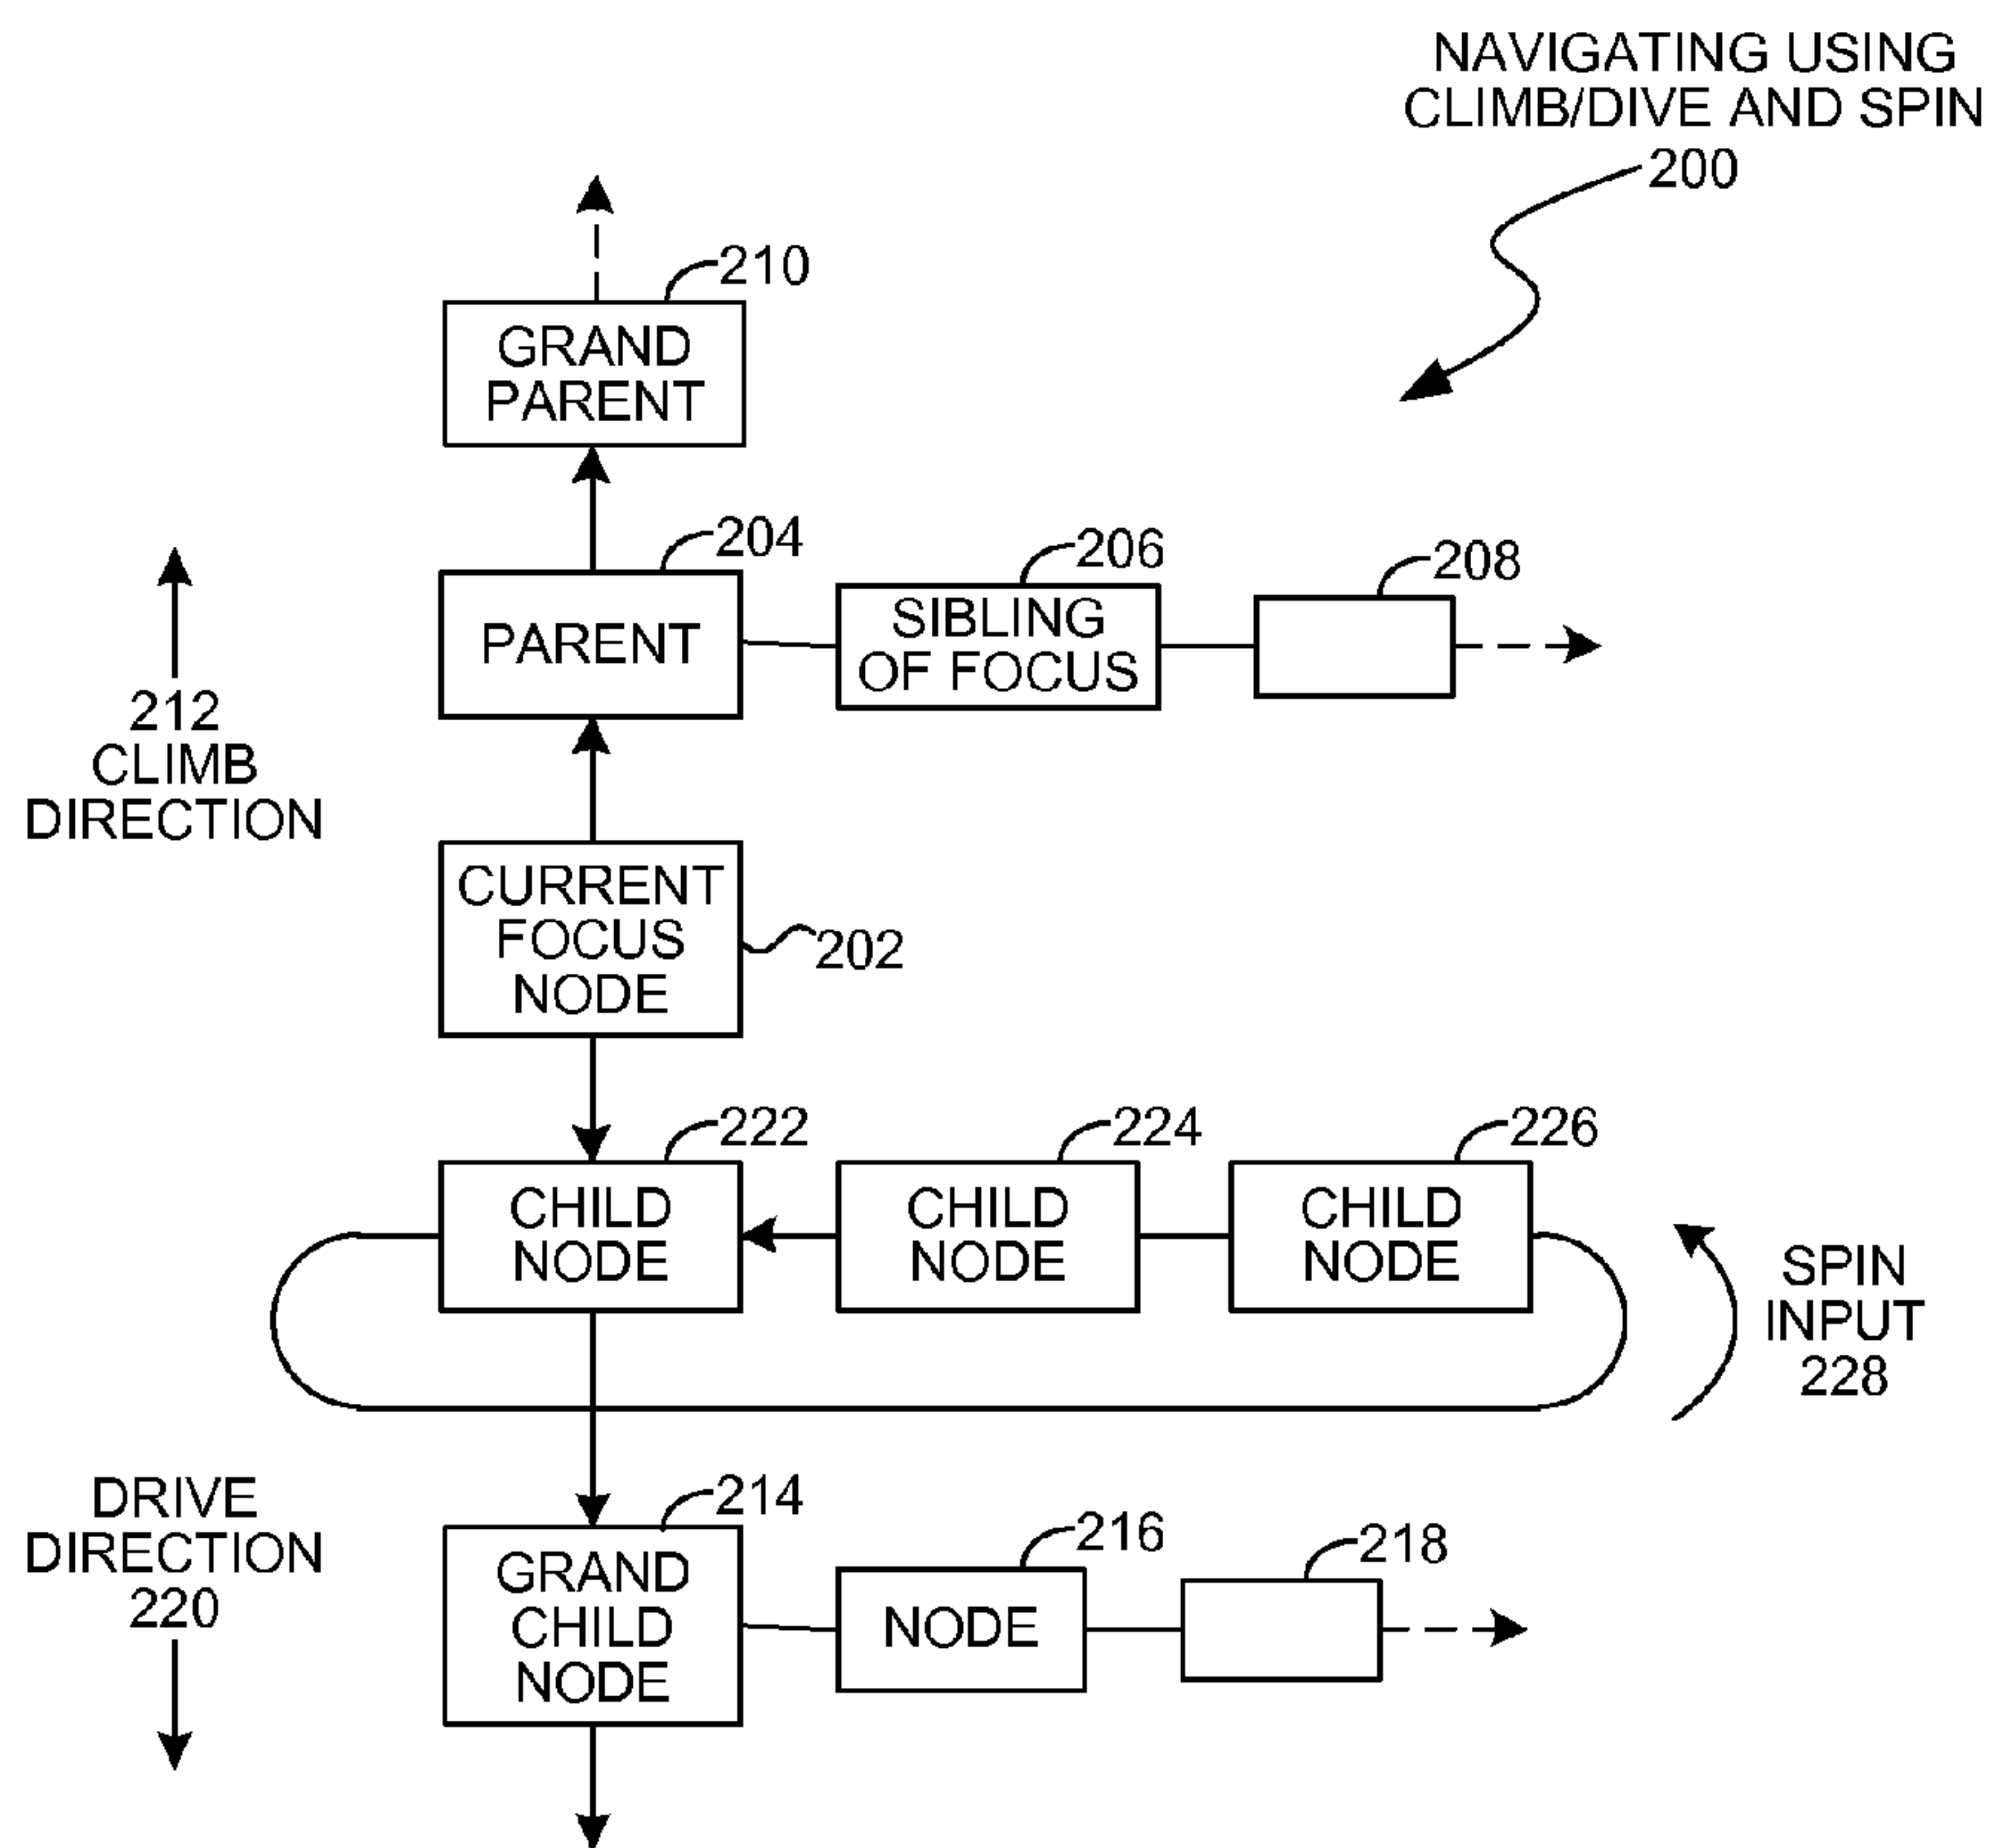 NAVIGATING USING
CLIMB/DIVE AND SPIN
200
210
GRAND
PARENT
204
206
208
PARENT
SIBLING
OF FOCUS
212
CLIMB
DIRECTION
CURRENT
FOCUS
NODE
202
222
224
226
CHILD
NODE
CHILD
NODE
CHILD
NODE
SPIN
INPUT
228
DRIVE
DIRECTION
220
214
216
218
GRAND
CHILD
NODE
NODE